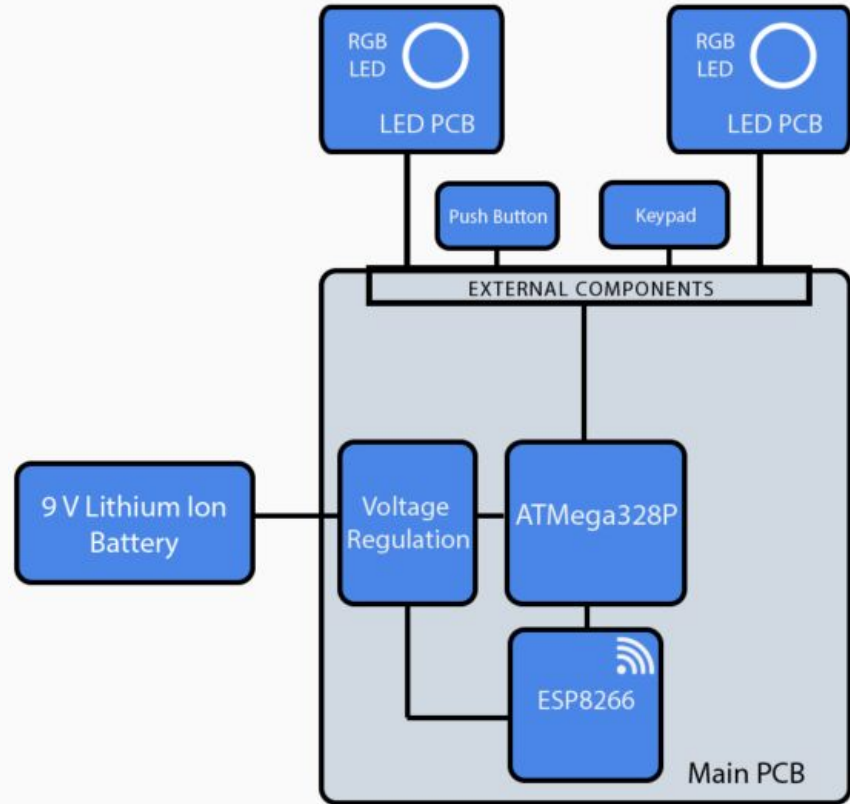 RGB
LED
LED PCB
RGB
LED
LED PCB
Push Button
Keypad
EXTERNAL COMPONENTS
9 V Lithium Ion
Battery
Voltage
Regulation
ATMega328P
ESP8266
Main PCB